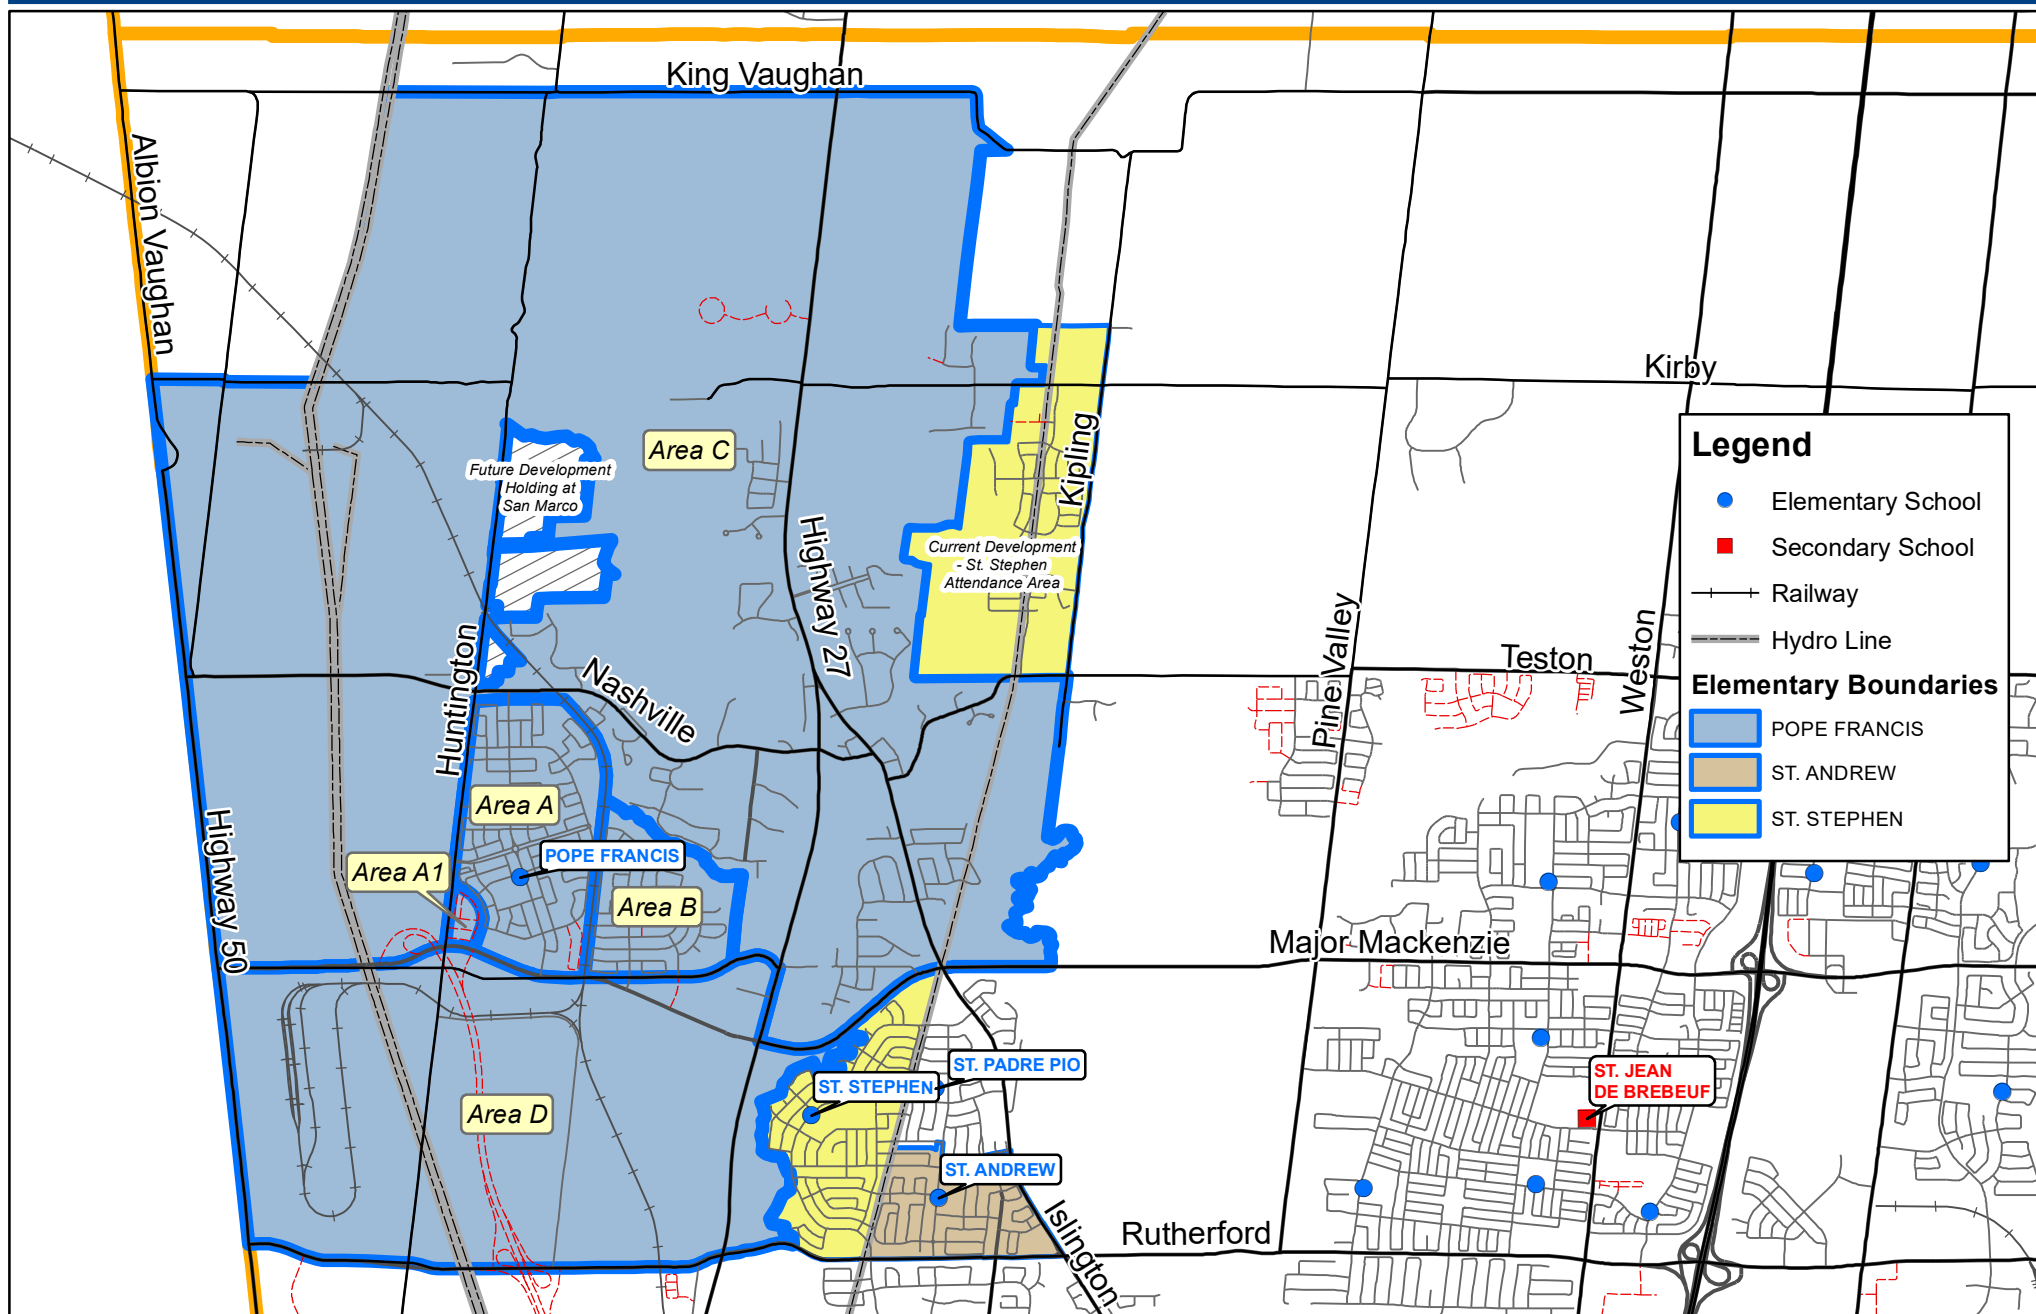 King Vaughan
Albion Vaughan
Kirby
Area C
Future Development
Holding at
San Marco
Kipling
Highway 27
Current Development
- St. Stephen
Attendance Area
Legend
Elementary School
Secondary School
Railway
Hydro Line
Elementary Boundaries
POPE FRANCIS
ST. ANDREW
ST. STEPHEN
Huntington
Nashville
Pine Valley
Teston
Weston
Area A
POPE FRANCIS
Area A1
Area B
Highway 50
Major Mackenzie
ST. PADRE PIO
ST. STEPHEN
ST. JEAN
DE BREBEUF
Area D
ST. ANDREW
Islington
Rutherford